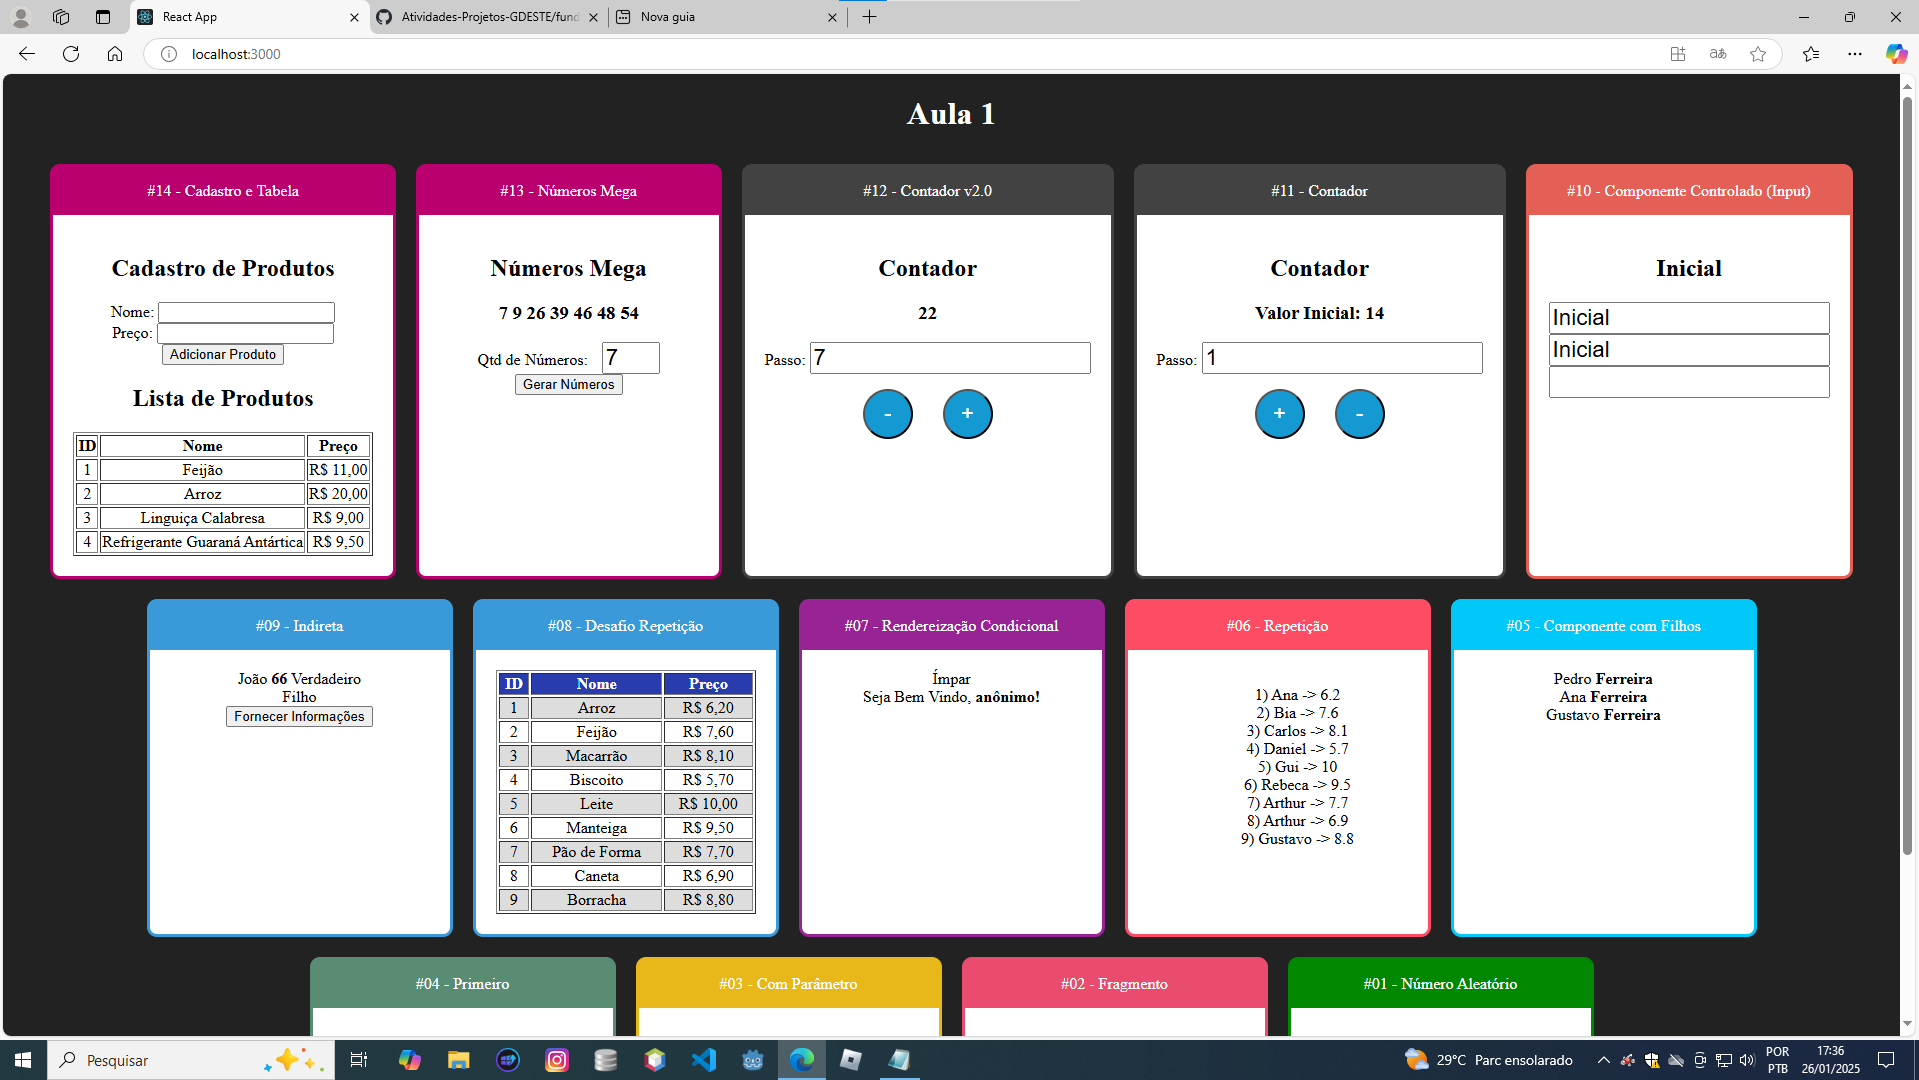 React App
Atividades-Projetos-GDESTE/fund
Nova guia
localhost:3000
Aula 1
#14 - Cadastro e Tabela
Cadastro de Produtos
Nome:
Preço:
Adicionar Produto
Lista de Produtos
ID Nome Preço
1 Feijão R$ 11,00
2 Arroz R$ 20,00
3 Linguiça Calabresa R$ 9,00
4 Refrigerante Guaraná Antártica R$ 9,50
#13 - Números Mega
Números Mega
7 9 26 39 46 48 54
Qtd de Números: 7
Gerar Números
#12 - Contador v2.0
Contador
22
Passo: 7
- +
#11 - Contador
Contador
Valor Inicial: 14
Passo: 1
+ -
#10 - Componente Controlado (Input)
Inicial
Inicial
Inicial
#09 - Indireta
João 66 Verdadeiro
Filho
Fornecer Informações
#08 - Desafio Repetição
ID Nome Preço
1 Arroz R$ 6,20
2 Feijão R$ 7,60
3 Macarrão R$ 8,10
4 Biscoito R$ 5,70
5 Leite R$ 10,00
6 Manteiga R$ 9,50
7 Pão de Forma R$ 7,70
8 Caneta R$ 6,90
9 Borracha R$ 8,80
#07 - Rendereização Condicional
Ímpar
Seja Bem Vindo, anônimo!
#06 - Repetição
1) Ana -> 6.2
2) Bia -> 7.6
3) Carlos -> 8.1
4) Daniel -> 5.7
5) Gui -> 10
6) Rebeca -> 9.5
7) Arthur -> 7.7
8) Arthur -> 6.9
9) Gustavo -> 8.8
#05 - Componente com Filhos
Pedro Ferreira
Ana Ferreira
Gustavo Ferreira
#04 - Primeiro
#03 - Com Parâmetro
#02 - Fragmento
#01 - Número Aleatório
Pesquisar
29°C Parc ensolarado
POR
PTB
17:36
26/01/2025